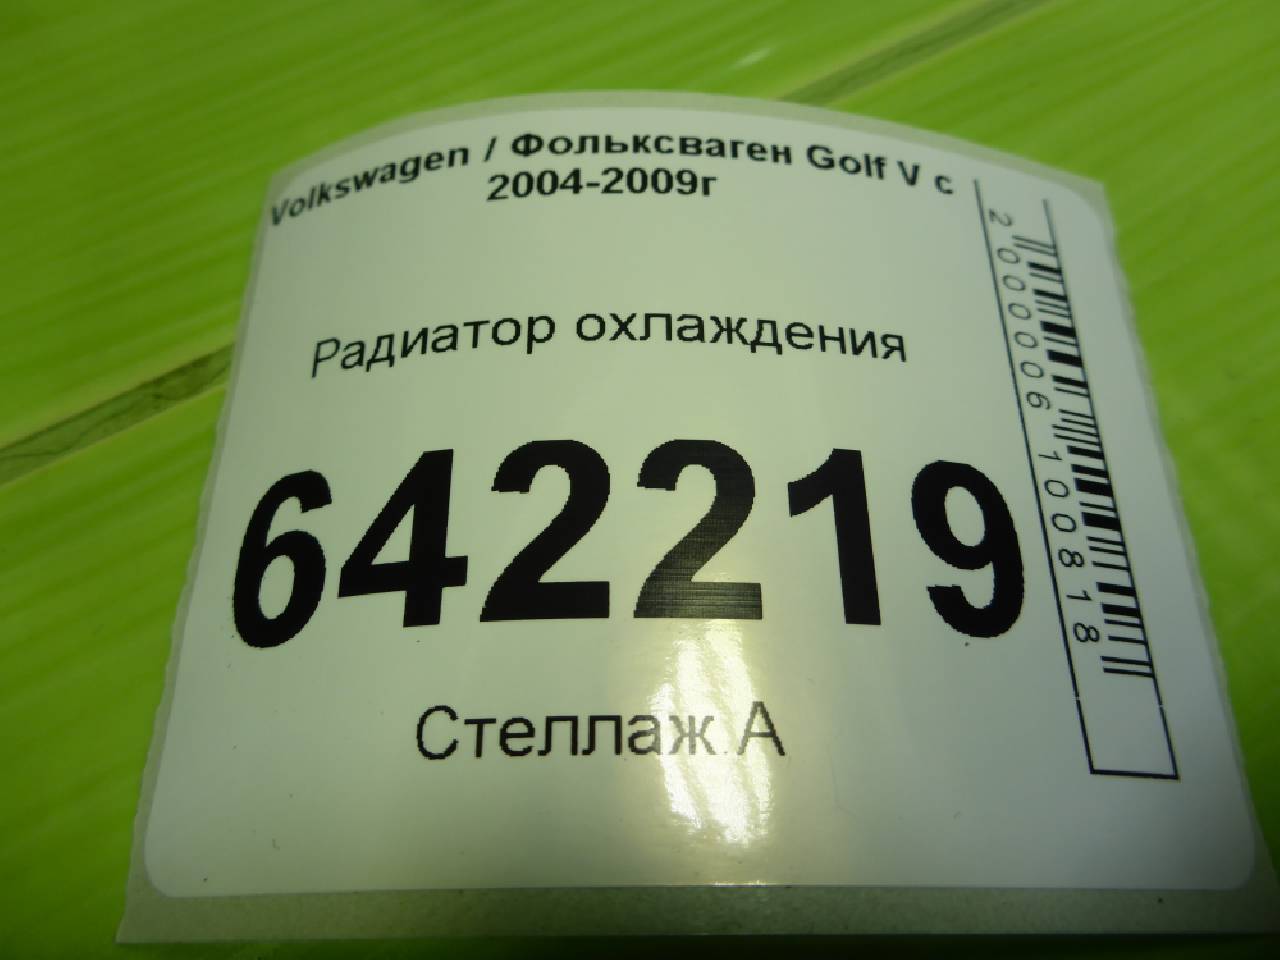 Volkswagen / Фольксваген Golf V с
2004-2009г
Радиатор охлаждения
642219
Стеллаж А
2000006100818